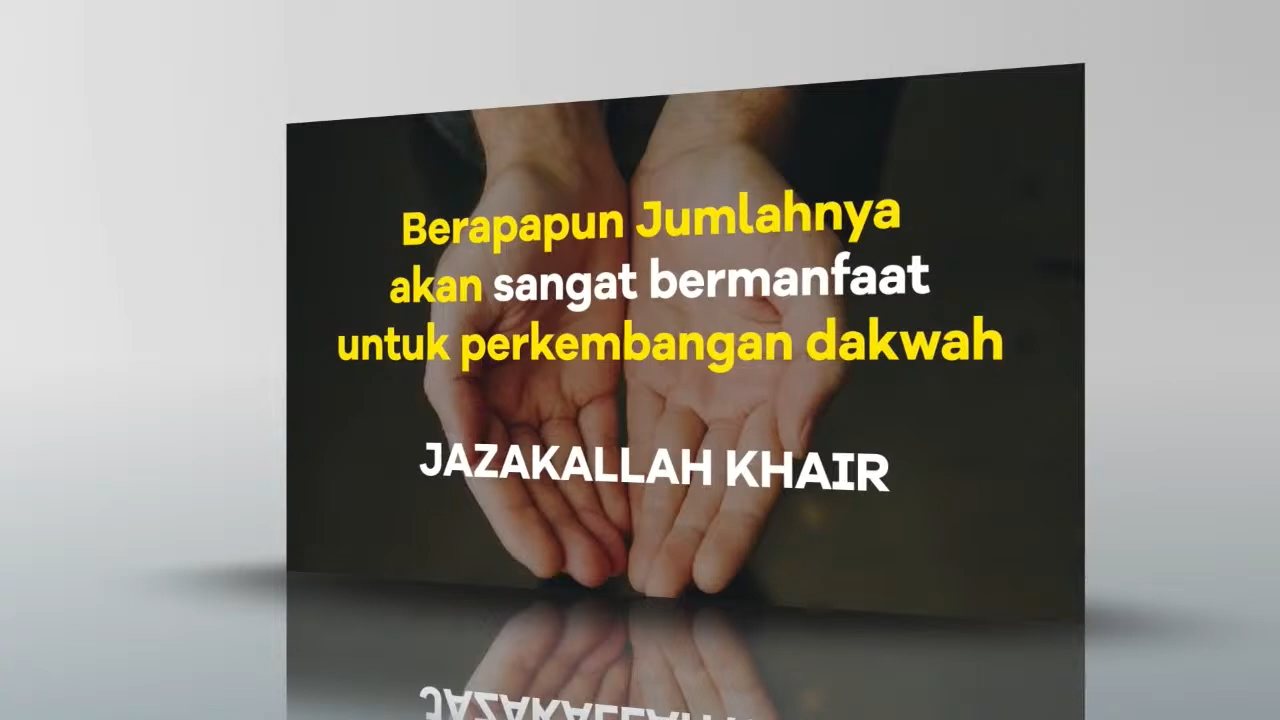 Berapapun Jumlahnya
akan sangat bermanfaat
untuk perkembangan dakwah
JAZAKALLAH KHAIR